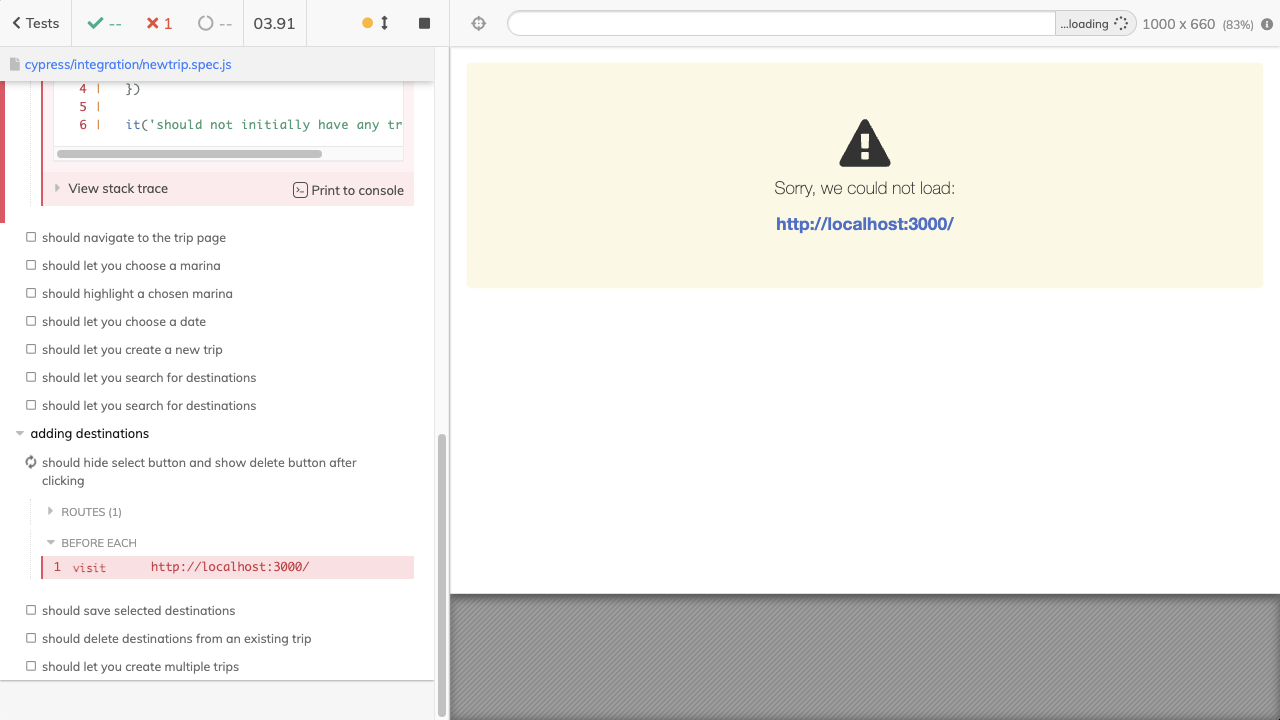 Tests
--
1
--
03.91
...loading
1000 x 660 (83%)
cypress/integration/newtrip.spec.js
4 | })
5 |
6 | it('should not initially have any tr
View stack trace
Print to console
should navigate to the trip page
should let you choose a marina
should highlight a chosen marina
should let you choose a date
should let you create a new trip
should let you search for destinations
should let you search for destinations
adding destinations
should hide select button and show delete button after
clicking
ROUTES (1)
BEFORE EACH
1 visit http://localhost:3000/
should save selected destinations
should delete destinations from an existing trip
should let you create multiple trips
Sorry, we could not load:
http://localhost:3000/